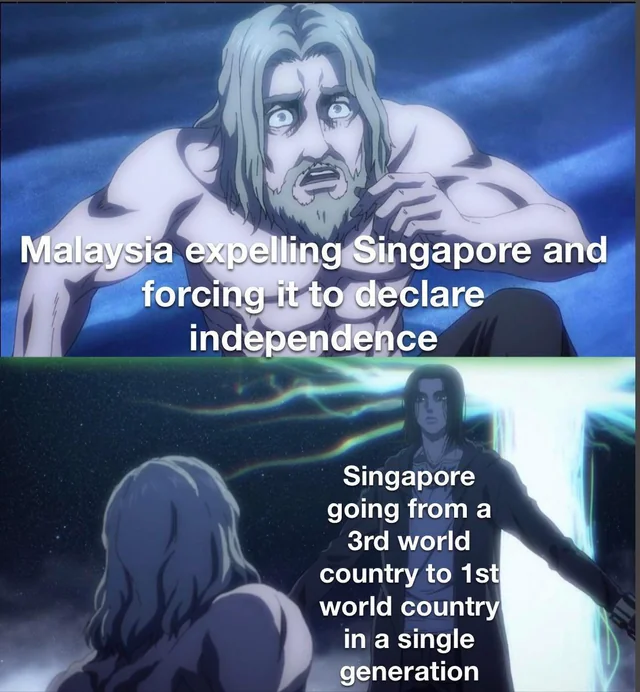 Malaysia expelling Singapore and
forcing it to declare
independence
Singapore
going from a
3rd world
country to 1st
world country
in a single
generation